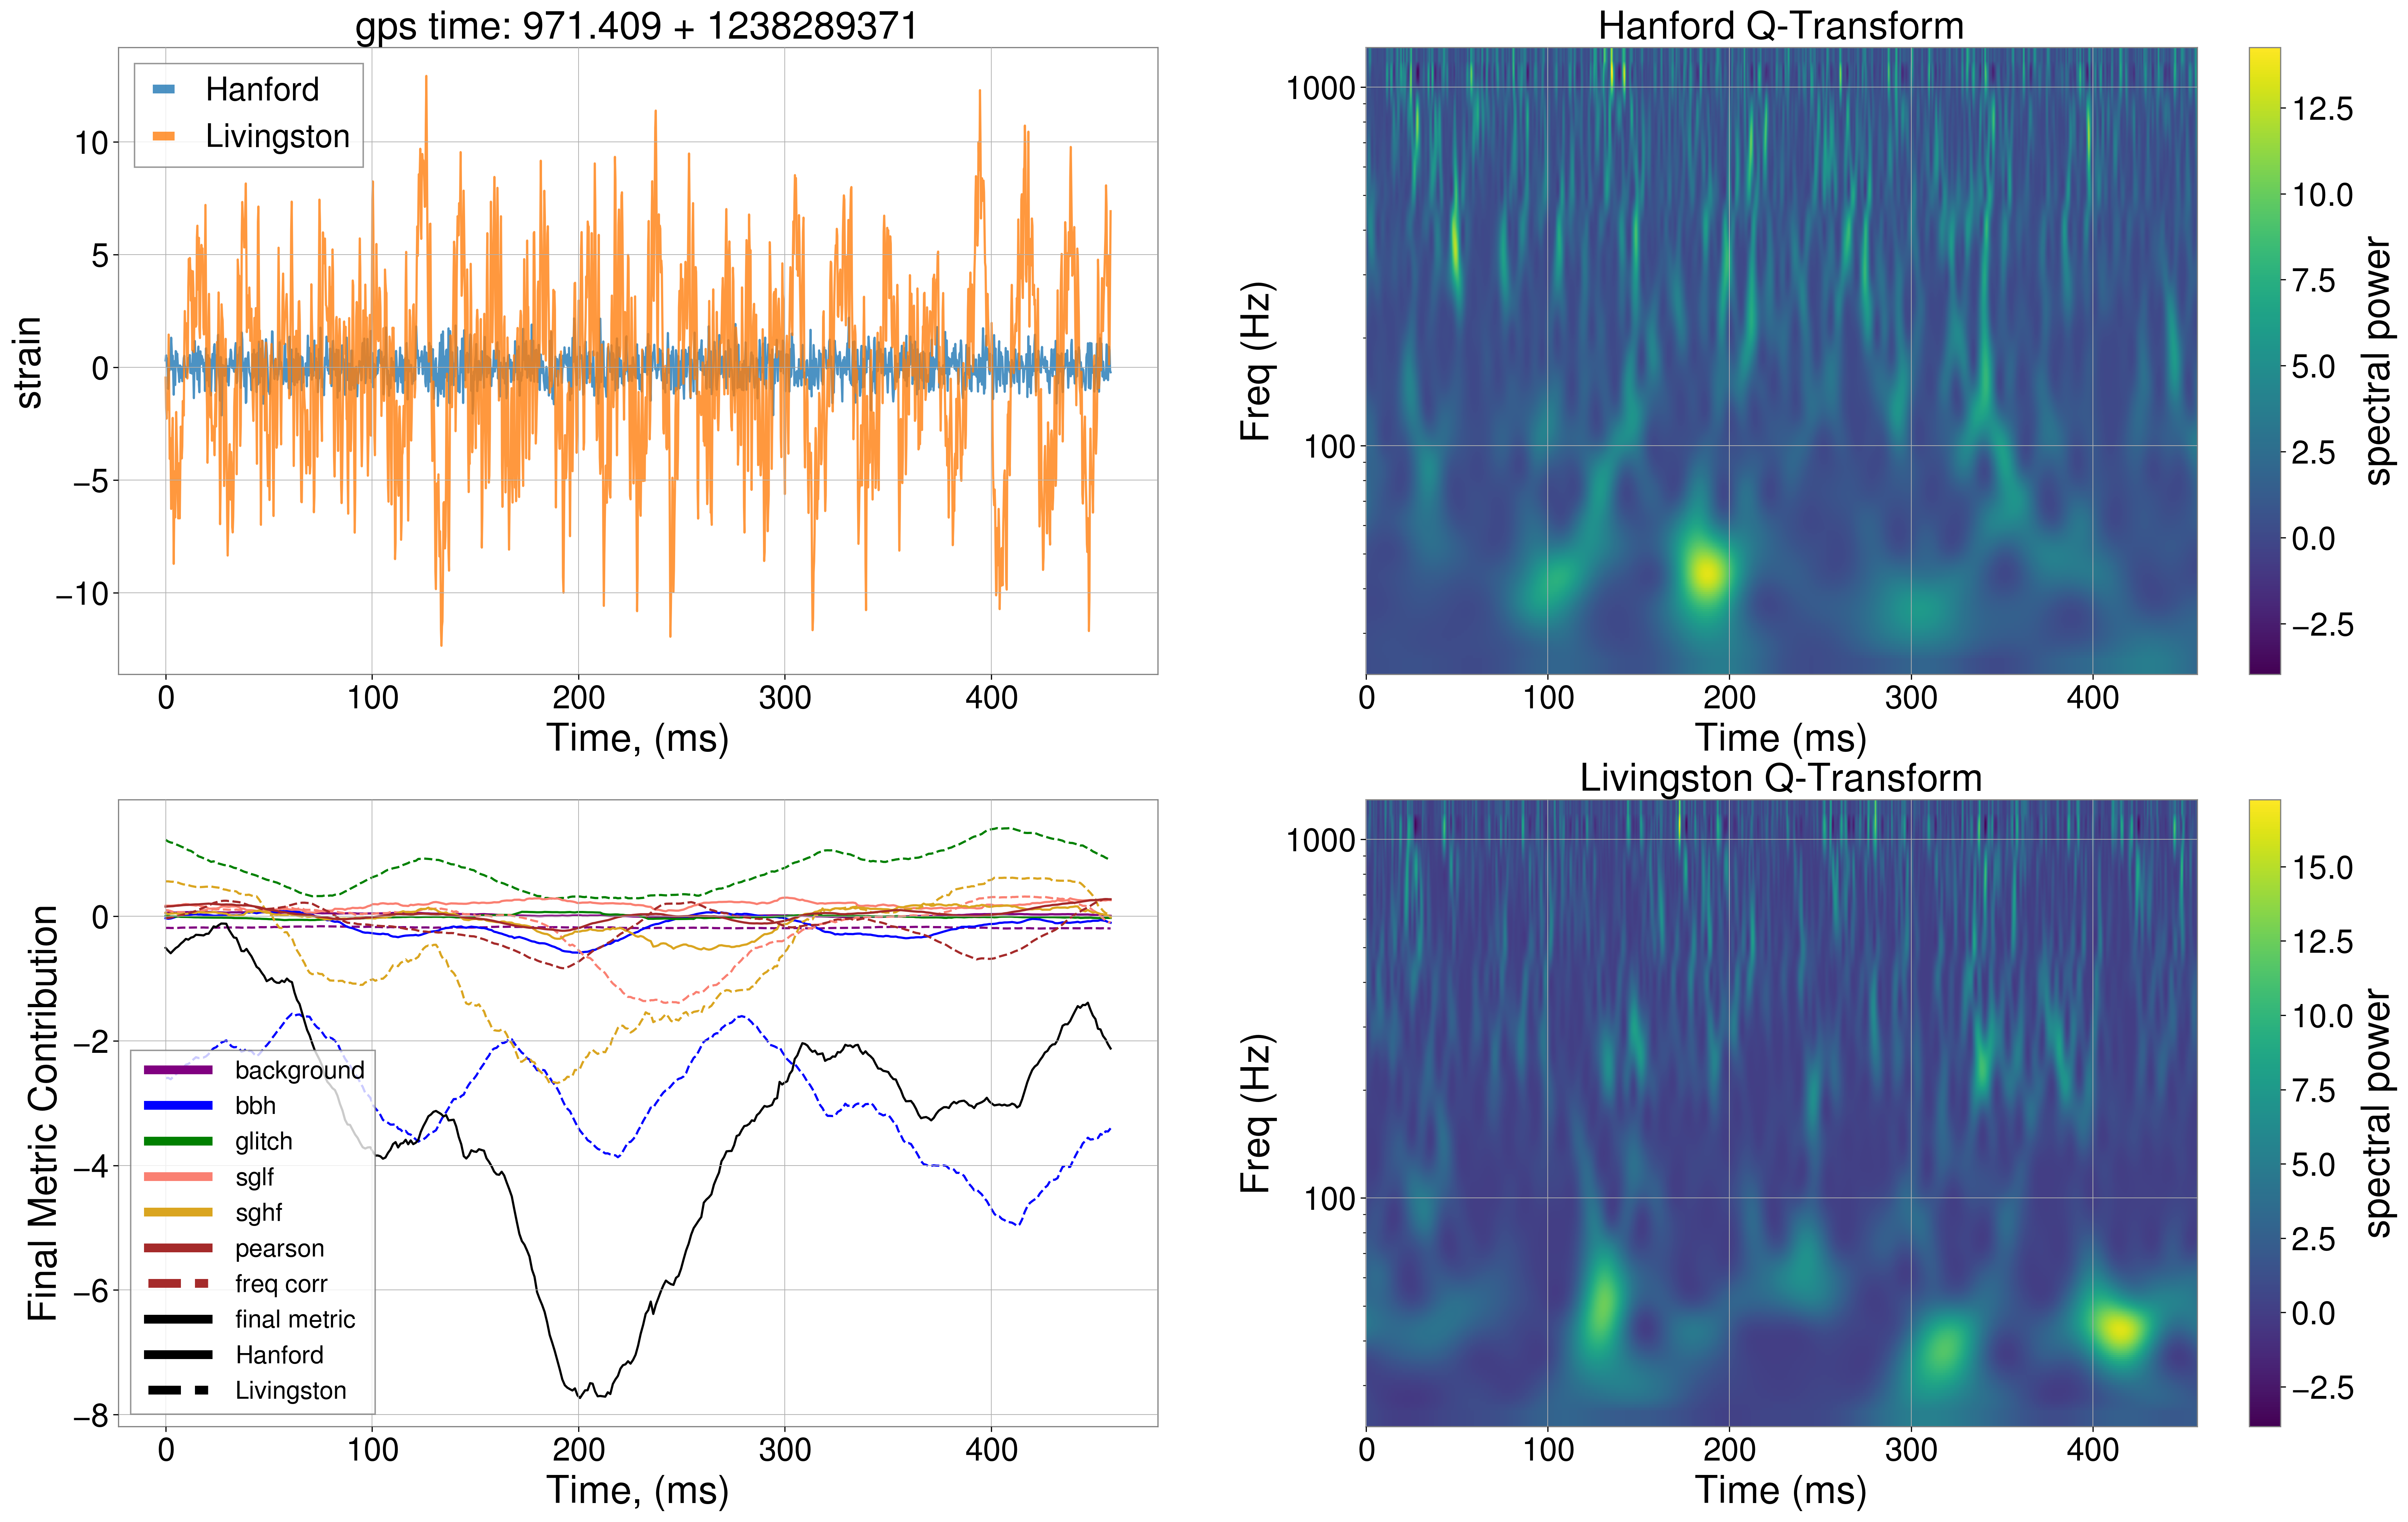 gps time: 971.409 + 1238289371
Hanford
Livingston
strain
10
5
0
−5
−10
0 100 200 300 400
Time, (ms)
Hanford Q-Transform
Freq (Hz)
1000
100
0 100 200 300 400
Time (ms)
12.5
10.0
7.5
5.0
2.5
0.0
−2.5
spectral power
Final Metric Contribution
0
−2
−4
−6
−8
background
bbh
glitch
sglf
sghf
pearson
freq corr
final metric
Hanford
Livingston
0 100 200 300 400
Time, (ms)
Livingston Q-Transform
Freq (Hz)
1000
100
0 100 200 300 400
Time (ms)
15.0
12.5
10.0
7.5
5.0
2.5
0.0
−2.5
spectral power